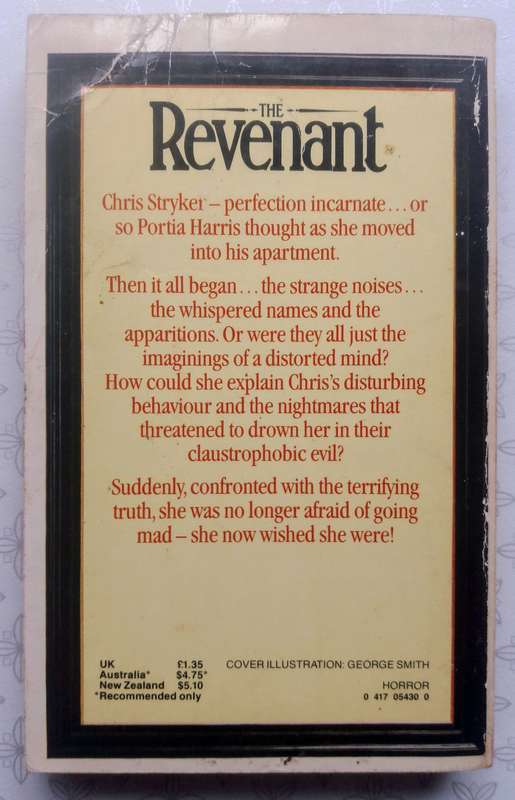 THE
Revenant
Chris Stryker – perfection incarnate...or
so Portia Harris thought as she moved
into his apartment.
Then it all began...the strange noises...
the whispered names and the
apparitions. Or were they all just the
imaginings of a distorted mind?
How could she explain Chris's disturbing
behaviour and the nightmares that
threatened to drown her in their
claustrophobic evil?
Suddenly, confronted with the terrifying
truth, she was no longer afraid of going
mad – she now wished she were!
UK £1.35 COVER ILLUSTRATION: GEORGE SMITH
Australia* $4.75*
New Zealand $5.10 HORROR
*Recommended only 0 417 05430 0